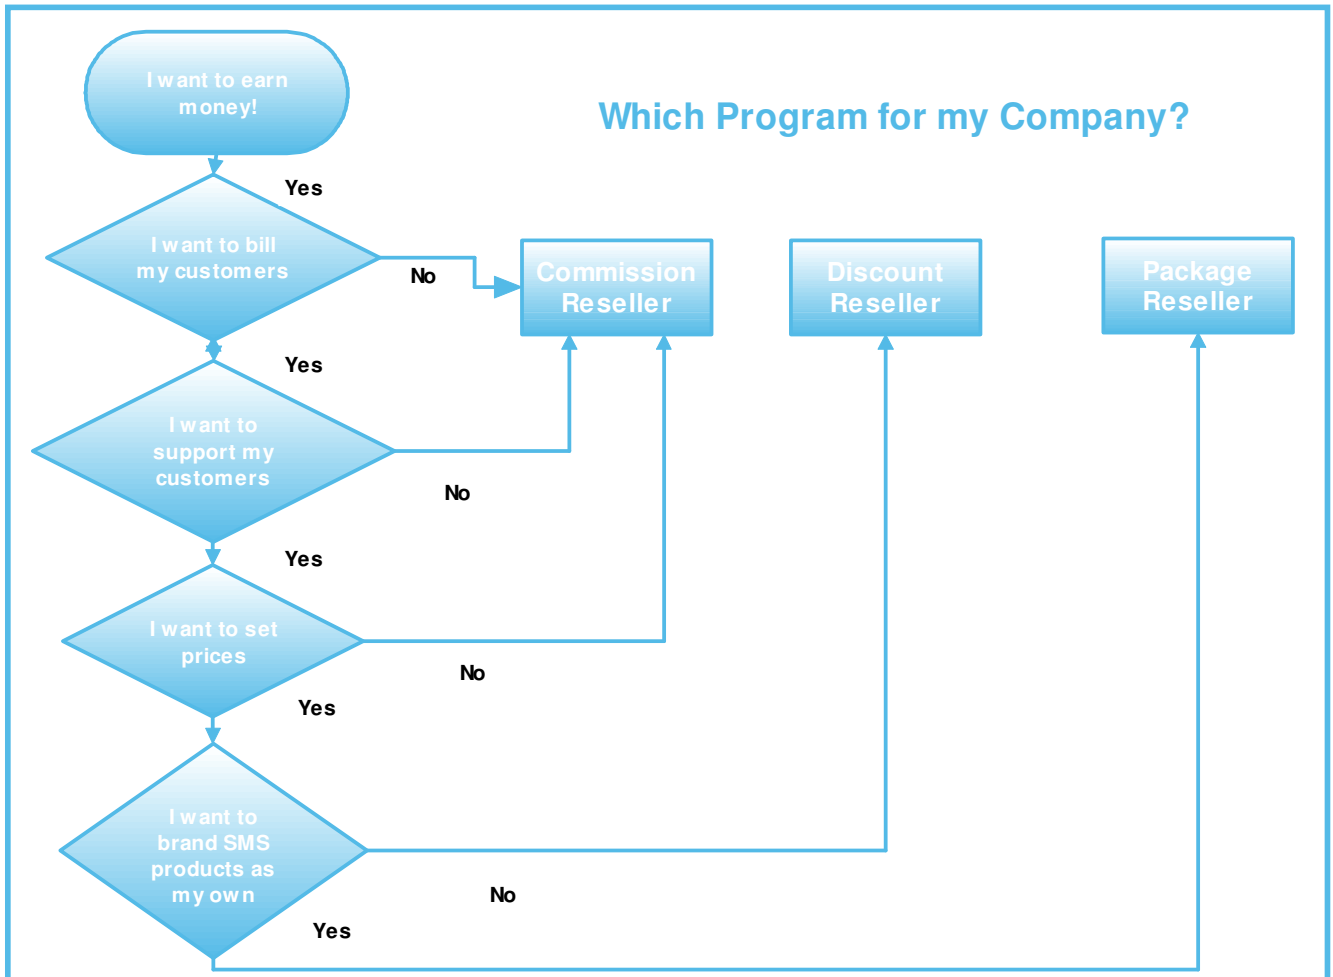 I want to earn
money!
Which Program for my Company?
Yes
I want to bill
my customers
No
Commission
Reseller
Discount
Reseller
Package
Reseller
Yes
I want to
support my
customers
No
Yes
I want to set
prices
No
Yes
I want to
brand SMS
products as
my own
No
Yes